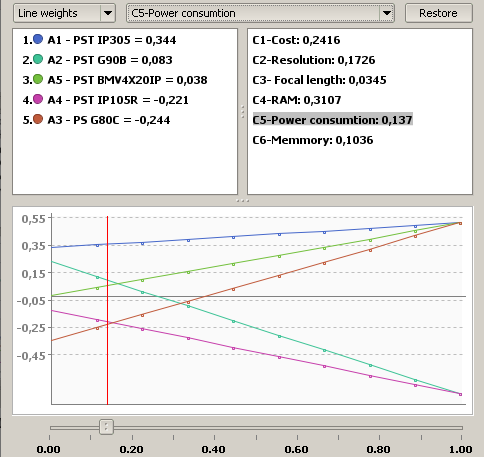 Line weights
C5-Power consumtion
Restore
1. A1 - PST IP305 = 0,344
2. A2 - PST G90B = 0,083
3. A5 - PST BMV4X20IP = 0,038
4. A4 - PST IP105R = -0,221
5. A3 - PS G80C = -0,244
C1-Cost: 0,2416
C2-Resolution: 0,1726
C3- Focal length: 0,0345
C4-RAM: 0,3107
C5-Power consumtion: 0,137
C6-Memmory: 0,1036
0,55
0,35
0,15
-0,05
-0,25
-0,45
0.00 0.20 0.40 0.60 0.80 1.00